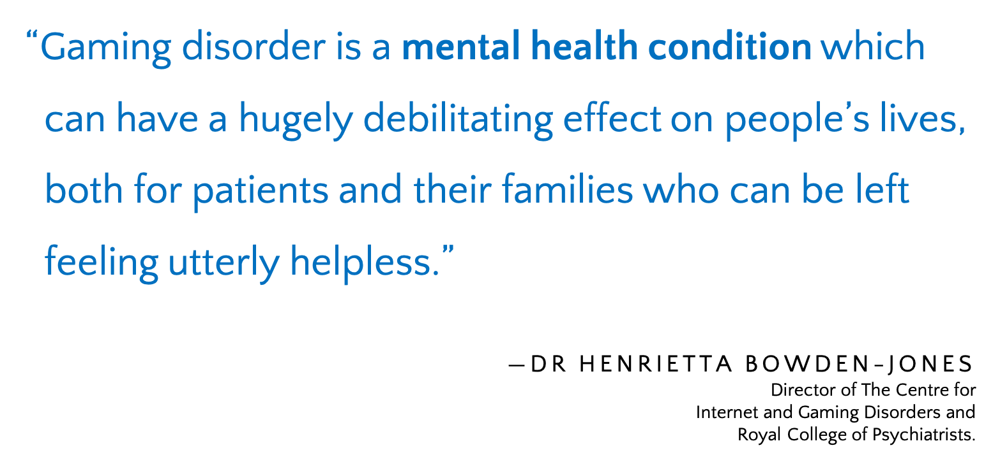 “Gaming disorder is a mental health condition which
can have a hugely debilitating effect on people’s lives,
both for patients and their families who can be left
feeling utterly helpless.”
—DR HENRIETTA BOWDEN–JONES
Director of The Centre for
Internet and Gaming Disorders and
Royal College of Psychiatrists.